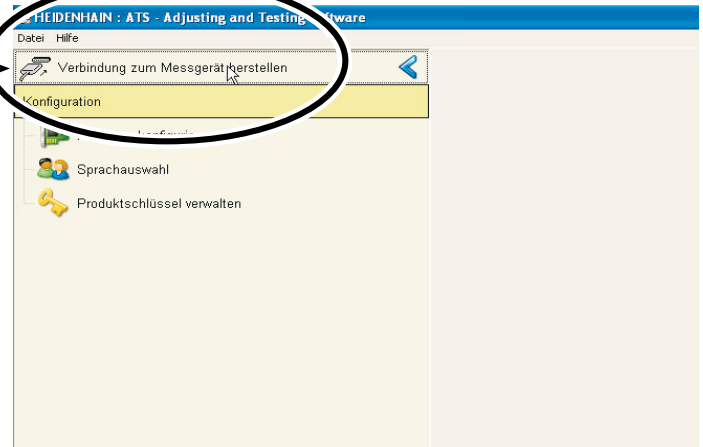 HEIDENHAIN : ATS - Adjusting and Testing
Datei Hilfe
Verbindung zum Messgerät herstellen
Konfiguration
Sprachauswahl
Produktschlüssel verwalten